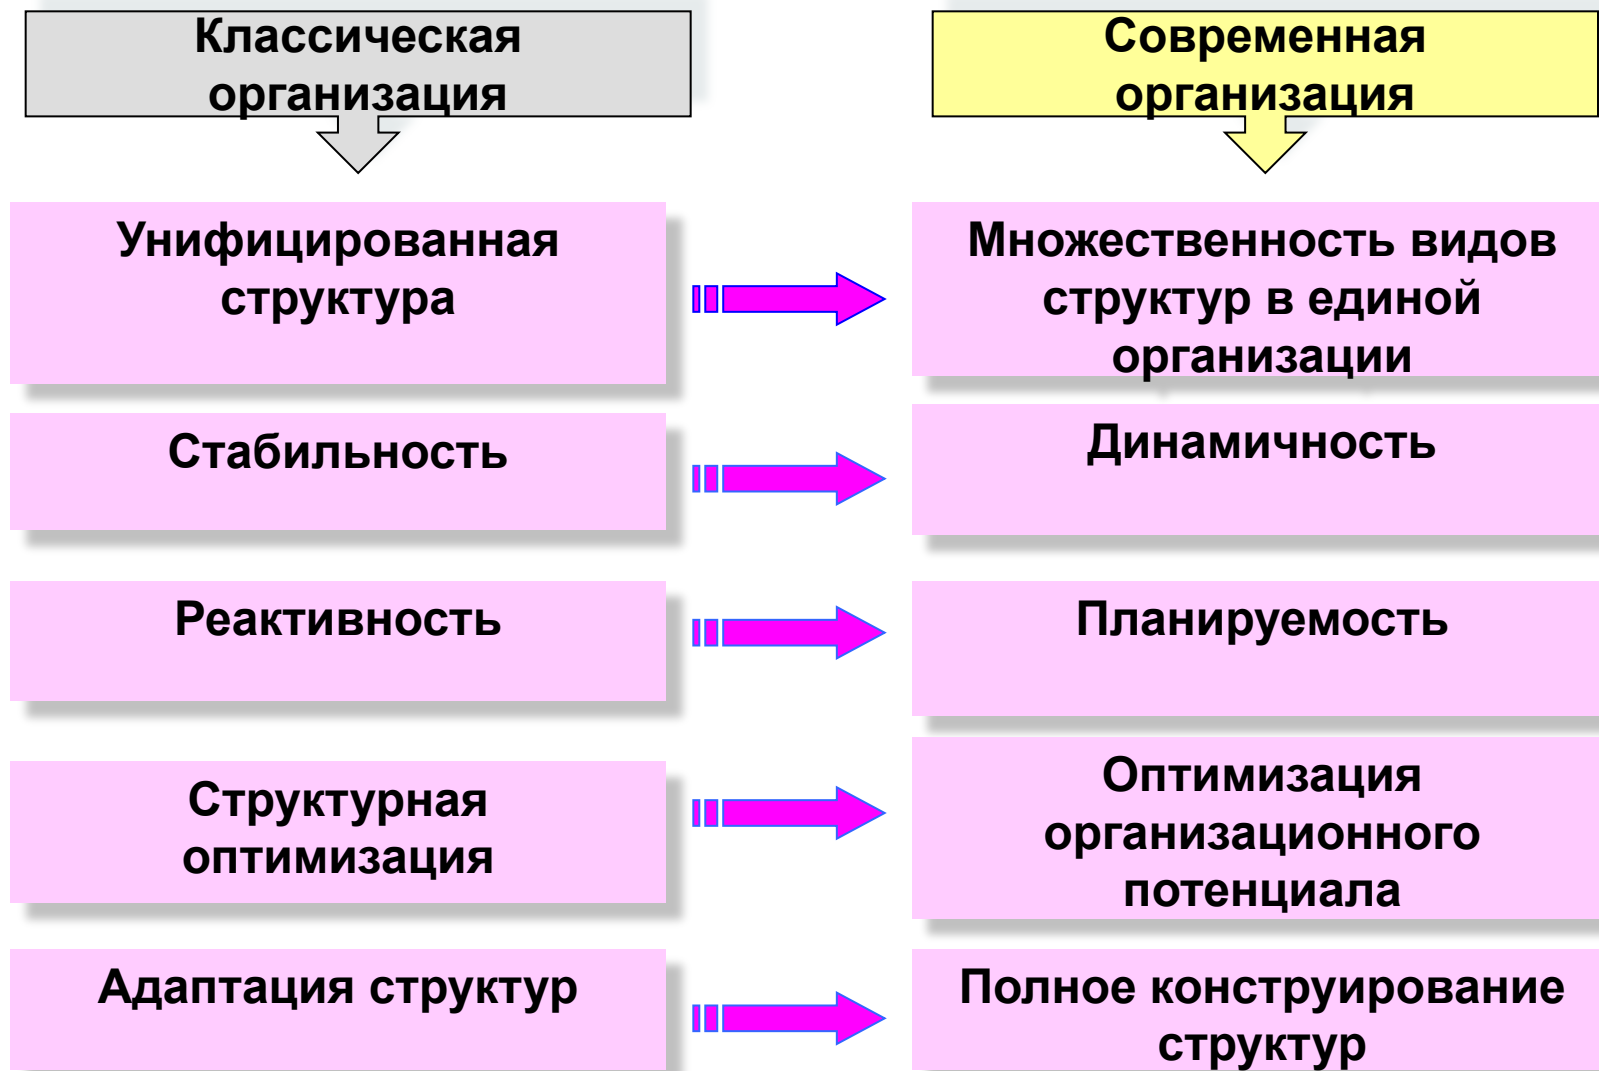 Классическая
организация
Современная
организация
Унифицированная
структура
Множественность видов
структур в единой
организации
Стабильность
Динамичность
Реактивность
Планируемость
Структурная
оптимизация
Оптимизация
организационного
потенциала
Адаптация структур
Полное конструирование
структур